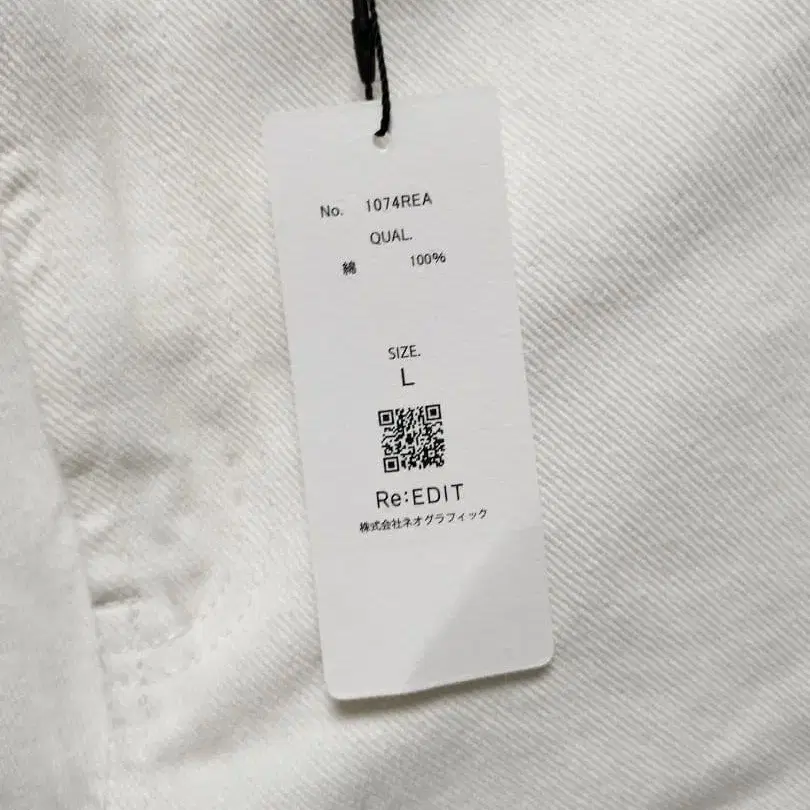 No. 1074REA
QUAL.
綿 100%
SIZE.
L
Re:EDIT
株式会社ネオグラフィック